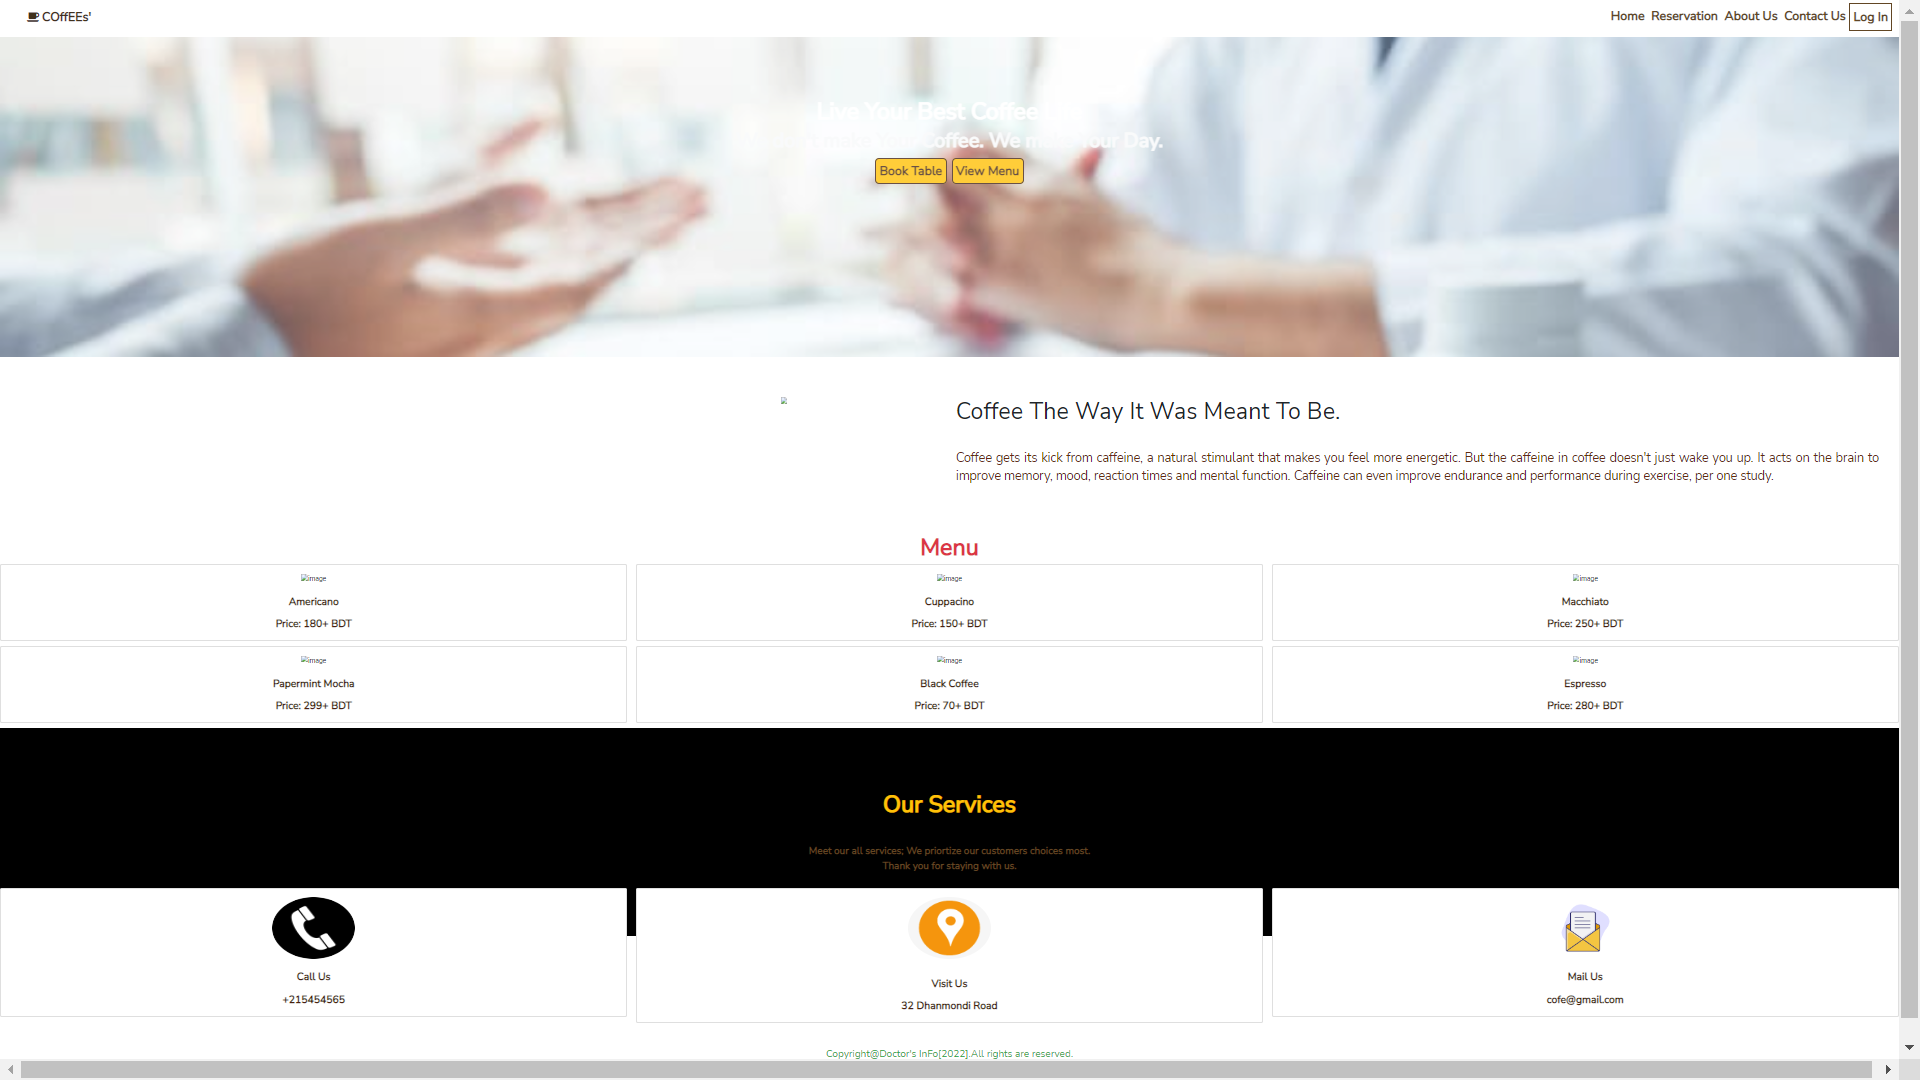 COffEEs'
Home Reservation About Us Contact Us Log In
Live Your Best Coffee
Coffee. We Your Day.
Book Table View Menu
Coffee The Way It Was Meant To Be.
Coffee gets its kick from caffeine, a natural stimulant that makes you feel more energetic. But the caffeine in coffee doesn't just wake you up. It acts on the brain to
improve memory, mood, reaction times and mental function. Caffeine can even improve endurance and performance during exercise, per one study.
Menu
image
Americano
Price: 180+ BDT
image
Cuppacino
Price: 150+ BDT
image
Macchiato
Price: 250+ BDT
image
Papermint Mocha
Price: 299+ BDT
image
Black Coffee
Price: 70+ BDT
image
Espresso
Price: 280+ BDT
Our Services
Meet our all services; We priortize our customers choices most.
Thank you for staying with us.
Call Us
+215454565
Visit Us
32 Dhanmondi Road
Mail Us
cofe@gmail.com
Copyright@Doctor's InFo[2022].All rights are reserved.